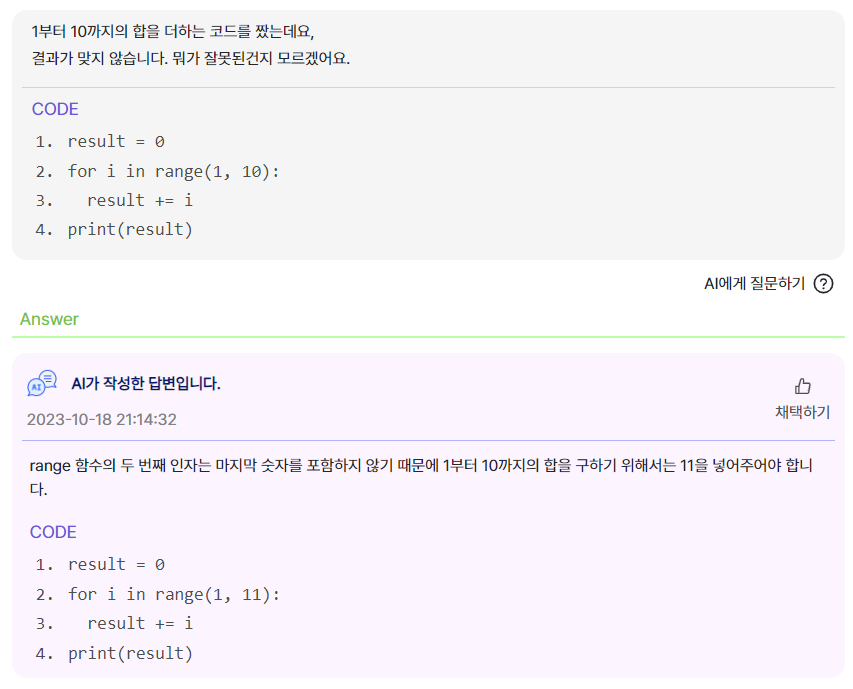 1부터 10까지의 합을 더하는 코드를 짰는데요,
결과가 맞지 않습니다. 뭐가 잘못된건지 모르겠어요.
CODE
1. result = 0
2. for i in range(1, 10):
3.   result += i
4. print(result)
AI에게 질문하기 ?
Answer
AI
AI가 작성한 답변입니다.
2023-10-18 21:14:32
채택하기
range 함수의 두 번째 인자는 마지막 숫자를 포함하지 않기 때문에 1부터 10까지의 합을 구하기 위해서는 11을 넣어주어야 합니
다.
CODE
1. result = 0
2. for i in range(1, 11):
3.   result += i
4. print(result)